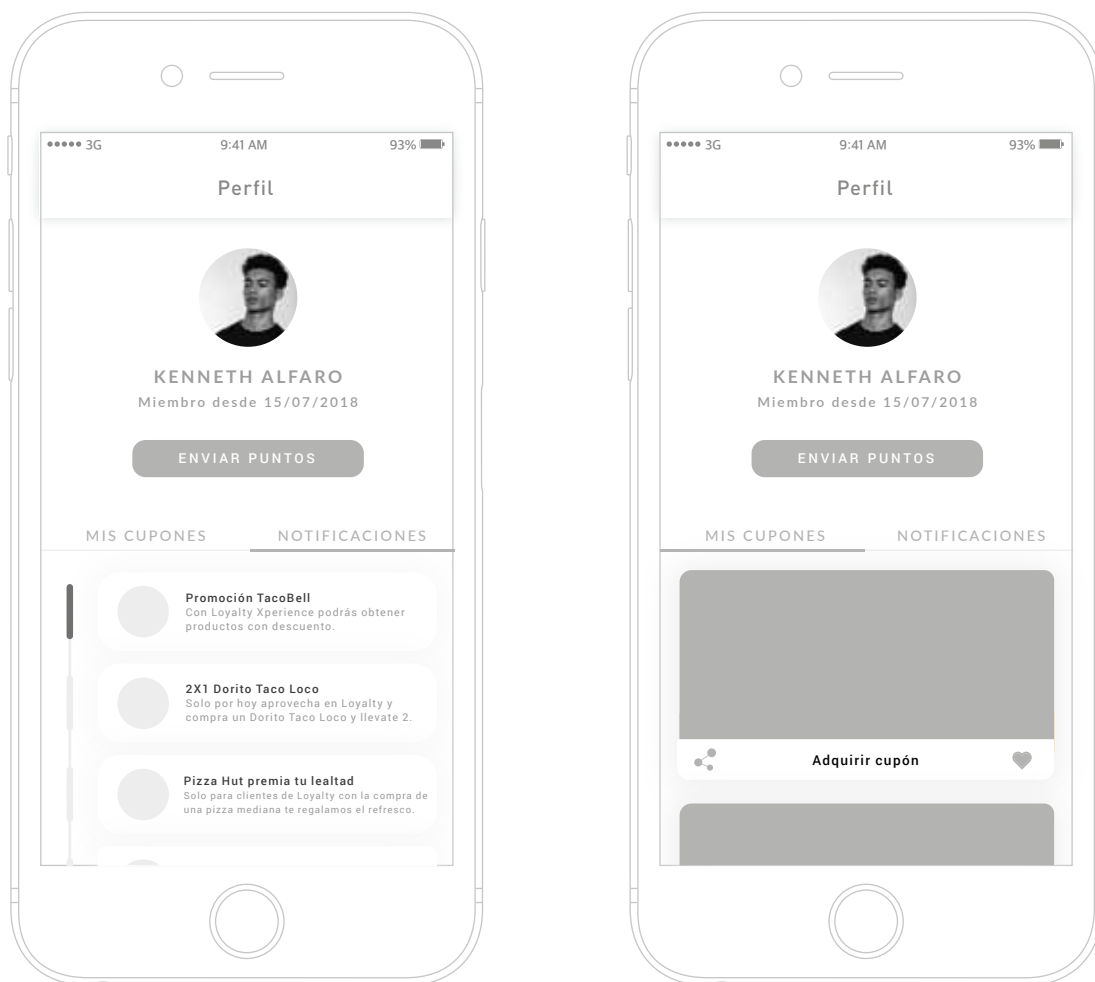 3G 9:41 AM 93%
Perfil
KENNETH ALFARO
Miembro desde 15/07/2018
ENVIAR PUNTOS
MIS CUPONES NOTIFICACIONES
Promoción TacoBell
Con Loyalty Xperience podrás obtener
productos con descuento.
2X1 Dorito Taco Loco
Solo por hoy aprovecha en Loyalty y
compra un Dorito Taco Loco y llevate 2.
Pizza Hut premia tu lealtad
Solo para clientes de Loyalty con la compra de
una pizza mediana te regalamos el refresco.
3G 9:41 AM 93%
Perfil
KENNETH ALFARO
Miembro desde 15/07/2018
ENVIAR PUNTOS
MIS CUPONES NOTIFICACIONES
Adquirir cupón